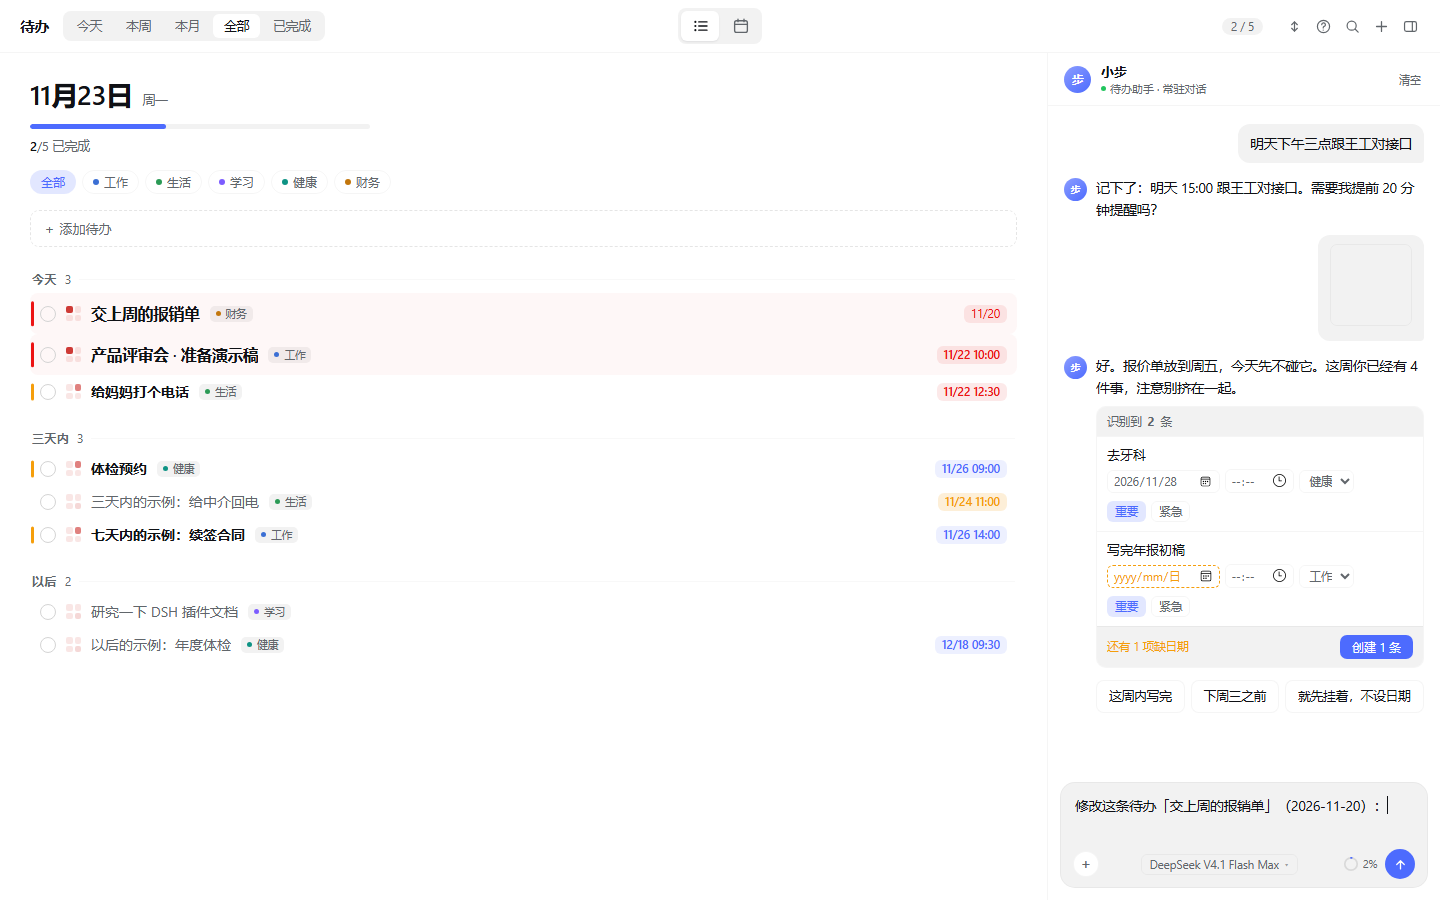 待办 今天 本周 本月 全部 已完成
2 / 5
11月23日 周一
2/5 已完成
全部 工作 生活 学习 健康 财务
+ 添加待办
今天 3
交上周的报销单 财务 11/20
产品评审会 · 准备演示稿 工作 11/22 10:00
给妈妈打个电话 生活 11/22 12:30
三天内 3
体检预约 健康 11/26 09:00
三天内的示例：给中介回电 生活 11/24 11:00
七天内的示例：续签合同 工作 11/26 14:00
以后 2
研究一下 DSH 插件文档 学习
以后的示例：年度体检 健康 12/18 09:30
步 小步
待办助手 · 常驻对话
清空
明天下午三点跟王工对接口
步 记下了：明天 15:00 跟王工对接口。需要我提前 20 分
钟提醒吗？
步 好。报价单放到周五，今天先不碰它。这周你已经有 4
件事，注意别挤在一起。
识别到 2 条
去牙科
2026/11/28 --:-- 健康
重要 紧急
写完年报初稿
yyyy/mm/日 --:-- 工作
重要 紧急
还有 1 项缺日期 创建 1 条
这周内写完 下周三之前 就先挂着，不设日期
修改这条待办「交上周的报销单」（2026-11-20）：
+ DeepSeek V4.1 Flash Max 2%